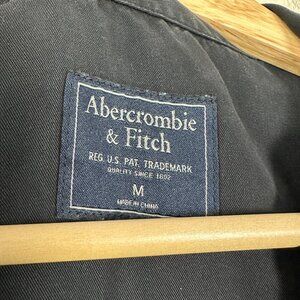 Abercrombie
& Fitch
REG. U.S. PAT. TRADEMARK
QUALITY SINCE 1892
M
MADE IN CHINA